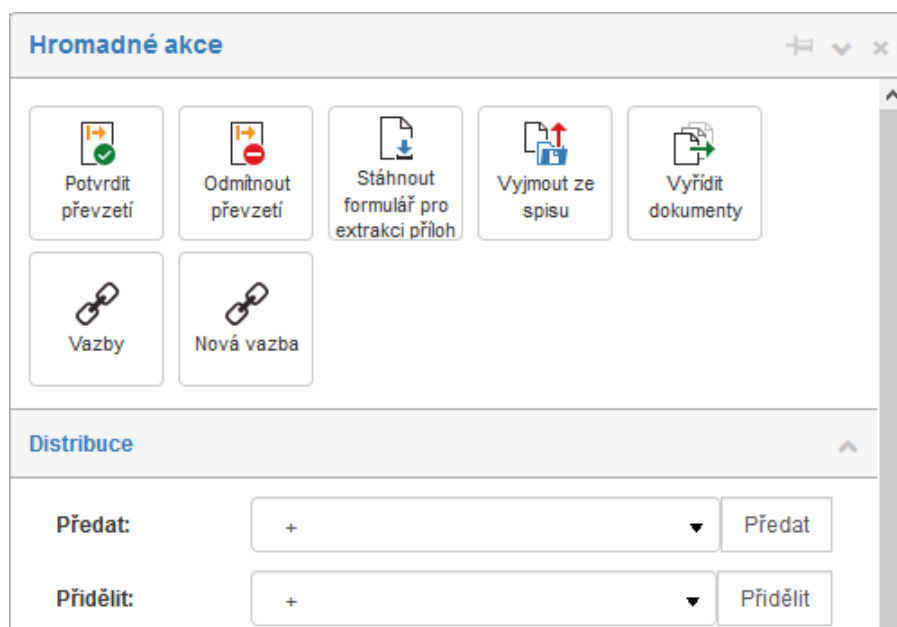 Hromadné akce
Potvrdit
převzetí
Odmítnout
převzetí
Stáhnout
formulář pro
extrakci příloh
Vyjmout ze
spisu
Vyřídit
dokumenty
Vazby
Nová vazba
Distribuce
Předat: + Předat
Přidělit: + Přidělit